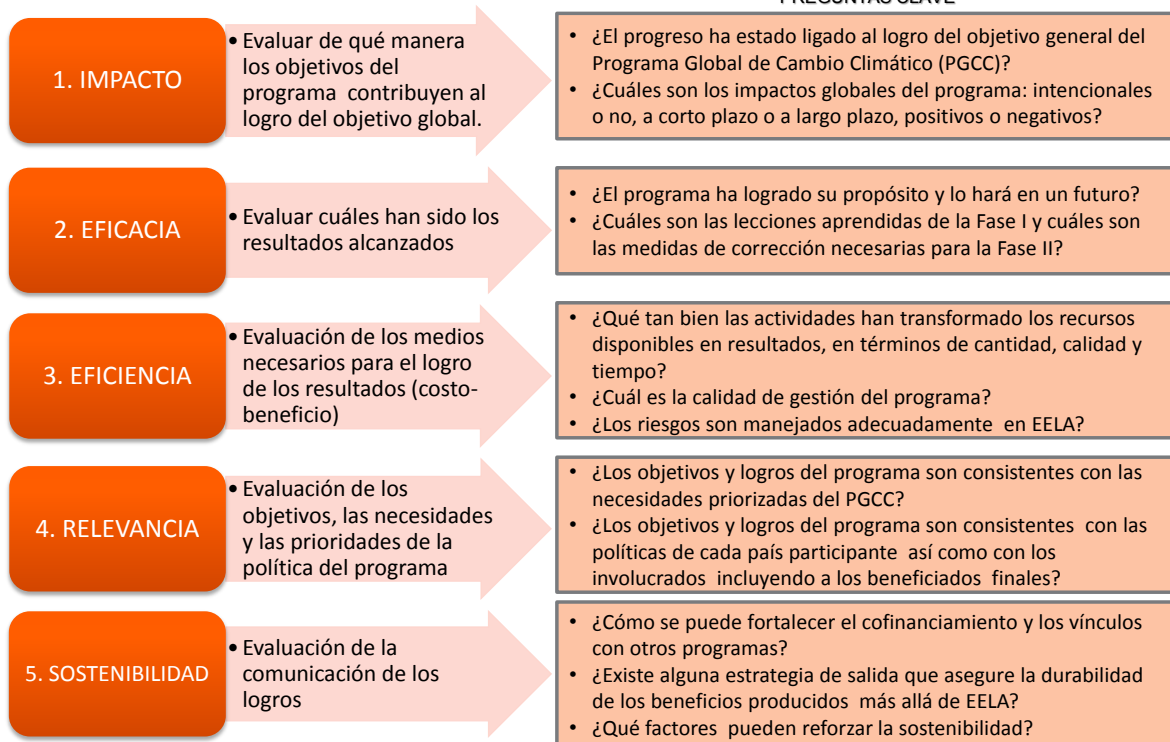 PREGUNTAS CLAVE
1. IMPACTO
• Evaluar de qué manera
los objetivos del
programa contribuyen al
logro del objetivo global.
• ¿El progreso ha estado ligado al logro del objetivo general del
Programa Global de Cambio Climático (PGCC)?
• ¿Cuáles son los impactos globales del programa: intencionales
o no, a corto plazo o a largo plazo, positivos o negativos?
2. EFICACIA
• Evaluar cuáles han sido los
resultados alcanzados
• ¿El programa ha logrado su propósito y lo hará en un futuro?
• ¿Cuáles son las lecciones aprendidas de la Fase I y cuáles son
las medidas de corrección necesarias para la Fase II?
3. EFICIENCIA
• Evaluación de los medios
necesarios para el logro
de los resultados (costo-
beneficio)
• ¿Qué tan bien las actividades han transformado los recursos
disponibles en resultados, en términos de cantidad, calidad y
tiempo?
• ¿Cuál es la calidad de gestión del programa?
• ¿Los riesgos son manejados adecuadamente en EELA?
4. RELEVANCIA
• Evaluación de los
objetivos, las necesidades
y las prioridades de la
política del programa
• ¿Los objetivos y logros del programa son consistentes con las
necesidades priorizadas del PGCC?
• ¿Los objetivos y logros del programa son consistentes con las
políticas de cada país participante así como con los
involucrados incluyendo a los beneficiados finales?
5. SOSTENIBILIDAD
• Evaluación de la
comunicación de los
logros
• ¿Cómo se puede fortalecer el cofinanciamiento y los vínculos
con otros programas?
• ¿Existe alguna estrategia de salida que asegure la durabilidad
de los beneficios producidos más allá de EELA?
• ¿Qué factores pueden reforzar la sostenibilidad?